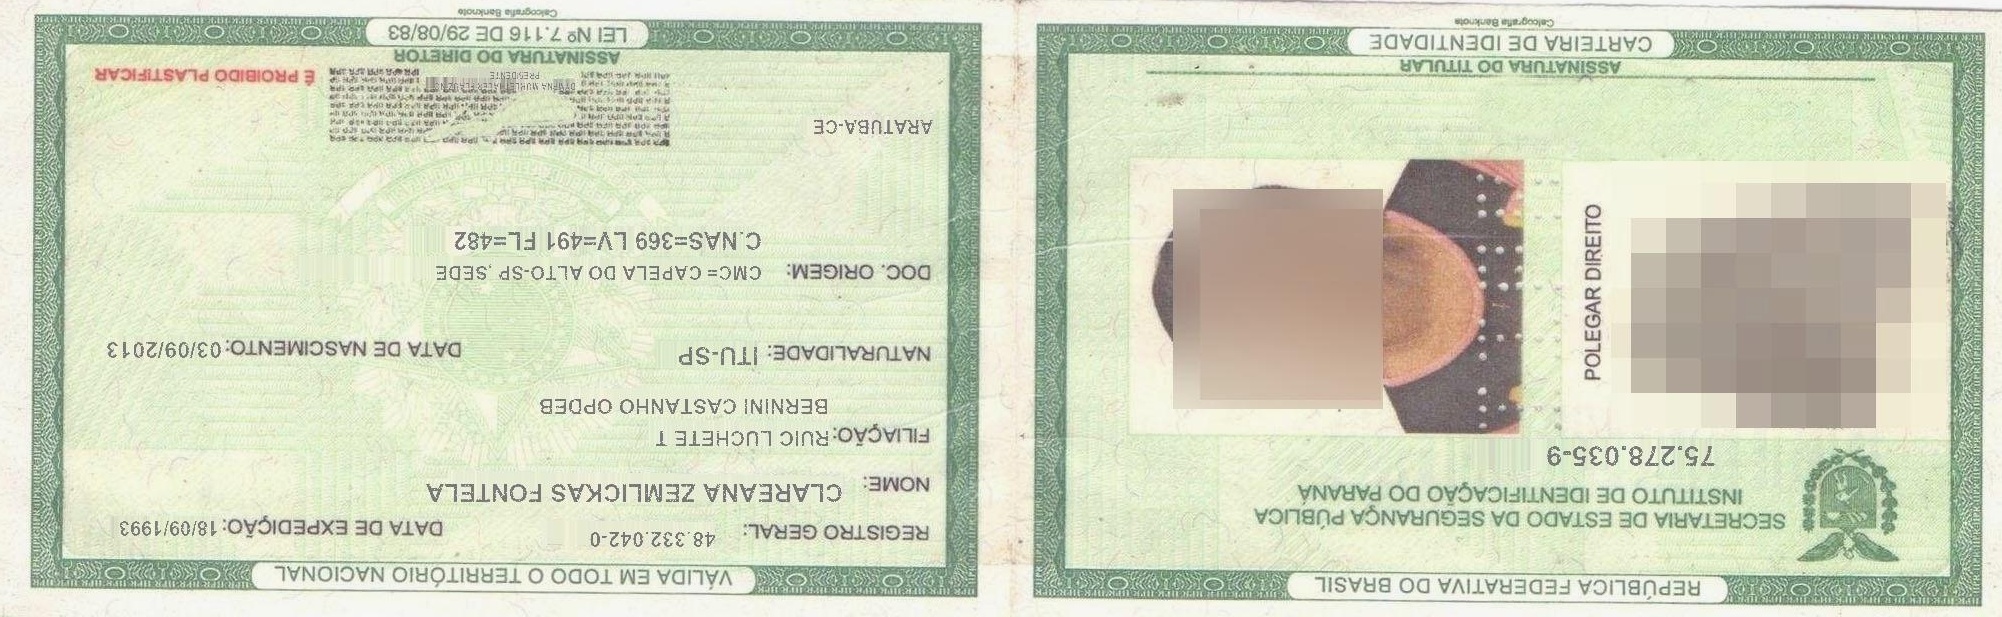 REPÚBLICA FEDERATIVA DO BRASIL
SECRETARIA DE ESTADO DA SEGURANÇA PÚBLICA
INSTITUTO DE IDENTIFICAÇÃO DO PARANÁ
75.278.035-9
POLEGAR DIREITO
ASSINATURA DO TITULAR
CARTEIRA DE IDENTIDADE
Calcografia Banknote
VÁLIDA EM TODO O TERRITÓRIO NACIONAL
REGISTRO GERAL: 48.332.042-0 DATA DE EXPEDIÇÃO: 18/09/1993
NOME: CLAREANA ZEMLICKAS FONTELA
FILIAÇÃO: RUIC LUCHETE T
BERNINI CASTANHO OPDEB
NATURALIDADE: ITU-SP DATA DE NASCIMENTO: 03/09/2013
DOC. ORIGEM: CMC= CAPELA DO ALTO-SP ,SEDE
C.NAS=369 LV=491 FL=482
ARATUBA-CE
PRESIDENTE
É PROIBIDO PLASTIFICAR
ASSINATURA DO DIRETOR
LEI Nº 7.116 DE 29/08/83
Calcografia Banknote